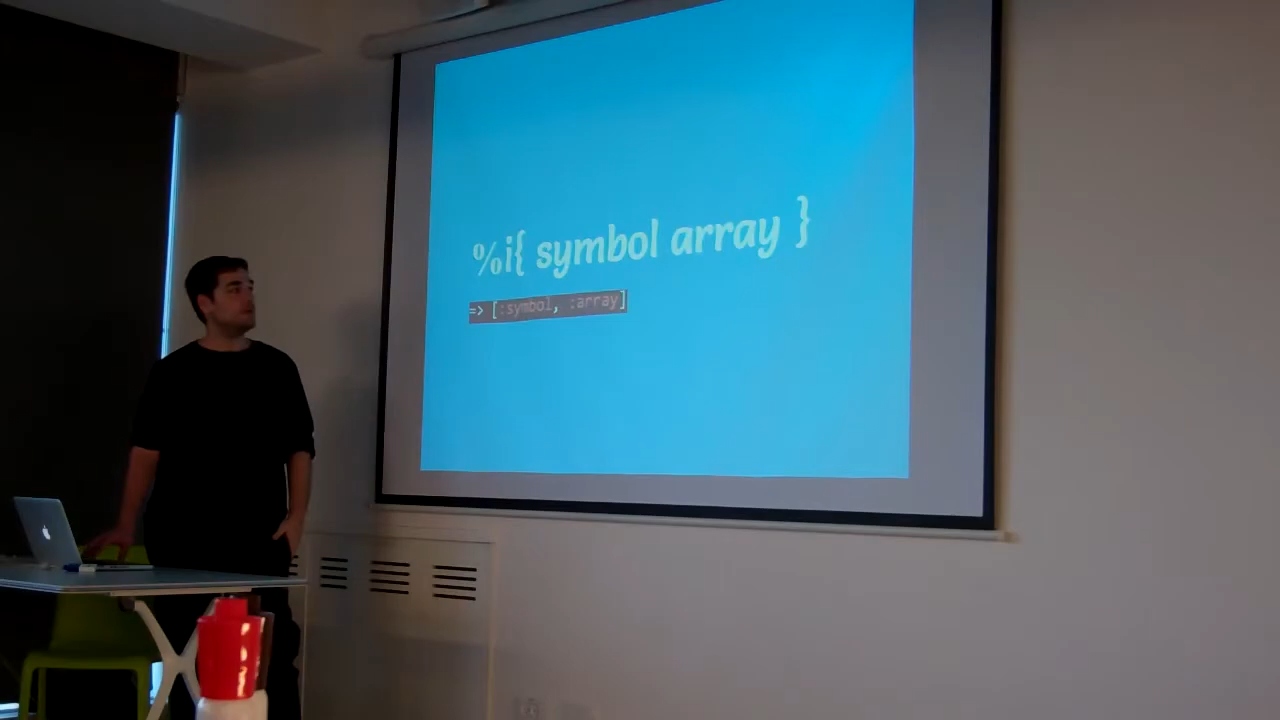 %i{ symbol array }
=> [:symbol, :array]